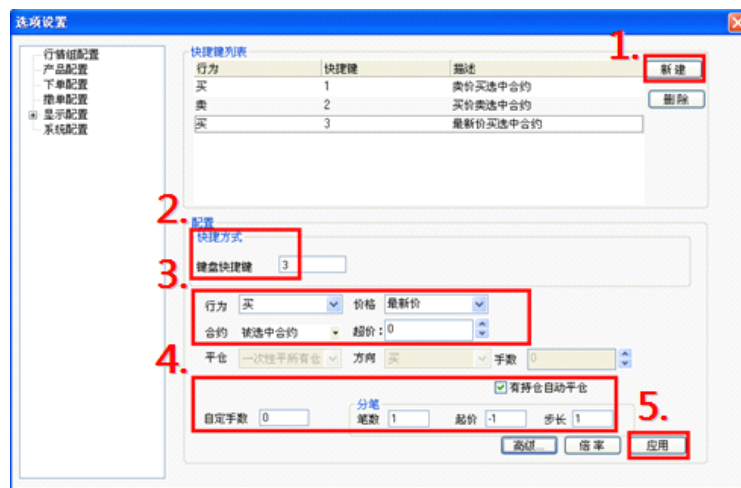 选项设置
行情组配置
产品配置
下单配置
撤单配置
显示配置
系统配置
快捷键列表
1.
行为 快捷键 描述
新建
买 1 卖价买选中合约
卖 2 买价卖选中合约
删除
买 3 最新价买选中合约
2.
配置
快捷方式
键盘快捷键 3
3.
行为 买 价格 最新价
合约 被选中合约 超价: 0
平仓 一次性平所有仓 方向 买 手数 0
4.
有持仓自动平仓
分笔
自定手数 0 笔数 1 起价 -1 步长 1
5.
高级... 倍率 应用